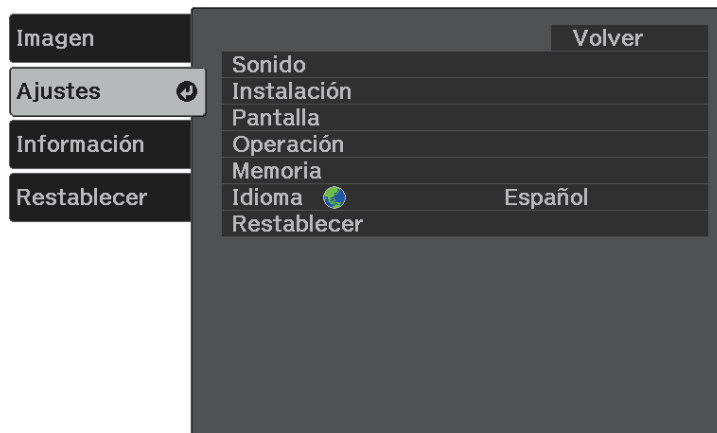 Imagen
Ajustes
Información
Restablecer
Volver
Sonido
Instalación
Pantalla
Operación
Memoria
Idioma Español
Restablecer